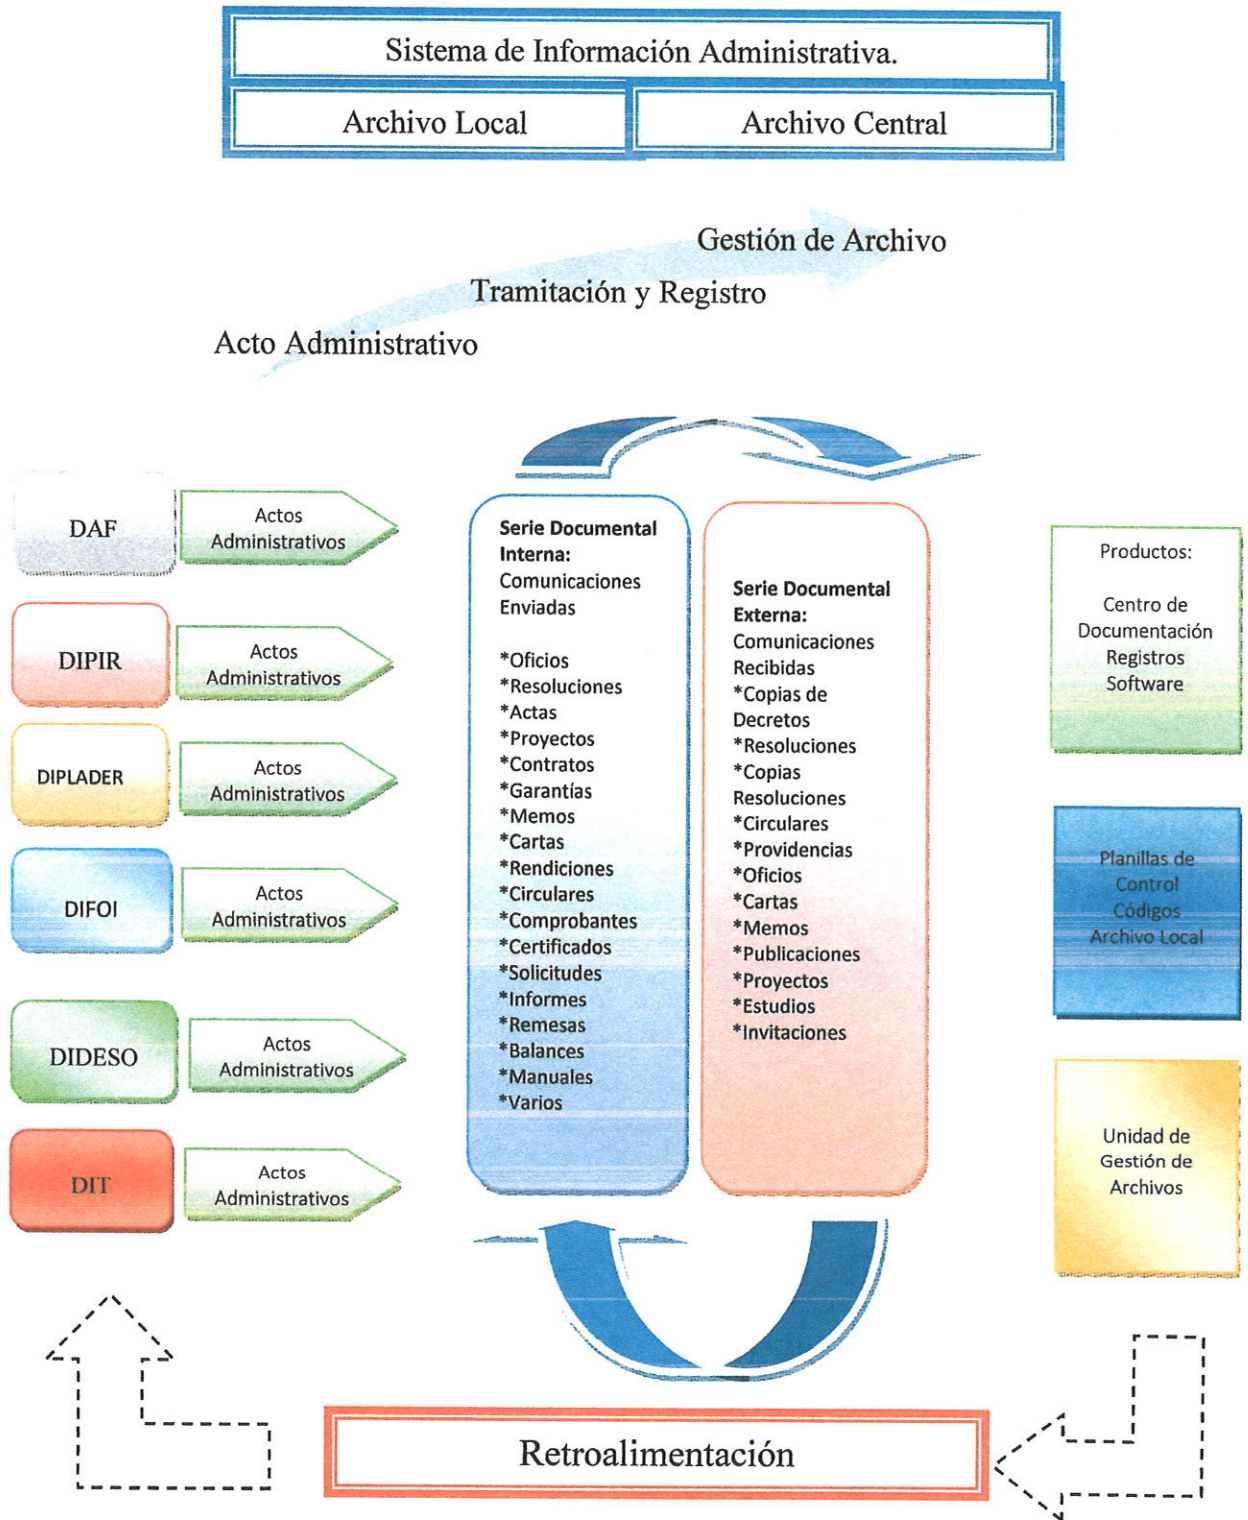 Sistema de Información Administrativa.
Archivo Local
Archivo Central
Gestión de Archivo
Tramitación y Registro
Acto Administrativo
DAF
Actos
Administrativos
DIPIR
Actos
Administrativos
DIPLADER
Actos
Administrativos
DIFOI
Actos
Administrativos
DIDESO
Actos
Administrativos
DIT
Actos
Administrativos
Serie Documental
Interna:
Comunicaciones
Enviadas
*Oficios
*Resoluciones
*Actas
*Proyectos
*Contratos
*Garantías
*Memos
*Cartas
*Rendiciones
*Circulares
*Comprobantes
*Certificados
*Solicitudes
*Informes
*Remesas
*Balances
*Manuales
*Varios
Serie Documental
Externa:
Comunicaciones
Recibidas
*Copias de
Decretos
*Resoluciones
*Copias
Resoluciones
*Circulares
*Providencias
*Oficios
*Cartas
*Memos
*Publicaciones
*Proyectos
*Estudios
*Invitaciones
Productos:
Centro de
Documentación
Registros
Software
Planillas de
Control
Códigos
Archivo Local
Unidad de
Gestión de
Archivos
Retroalimentación